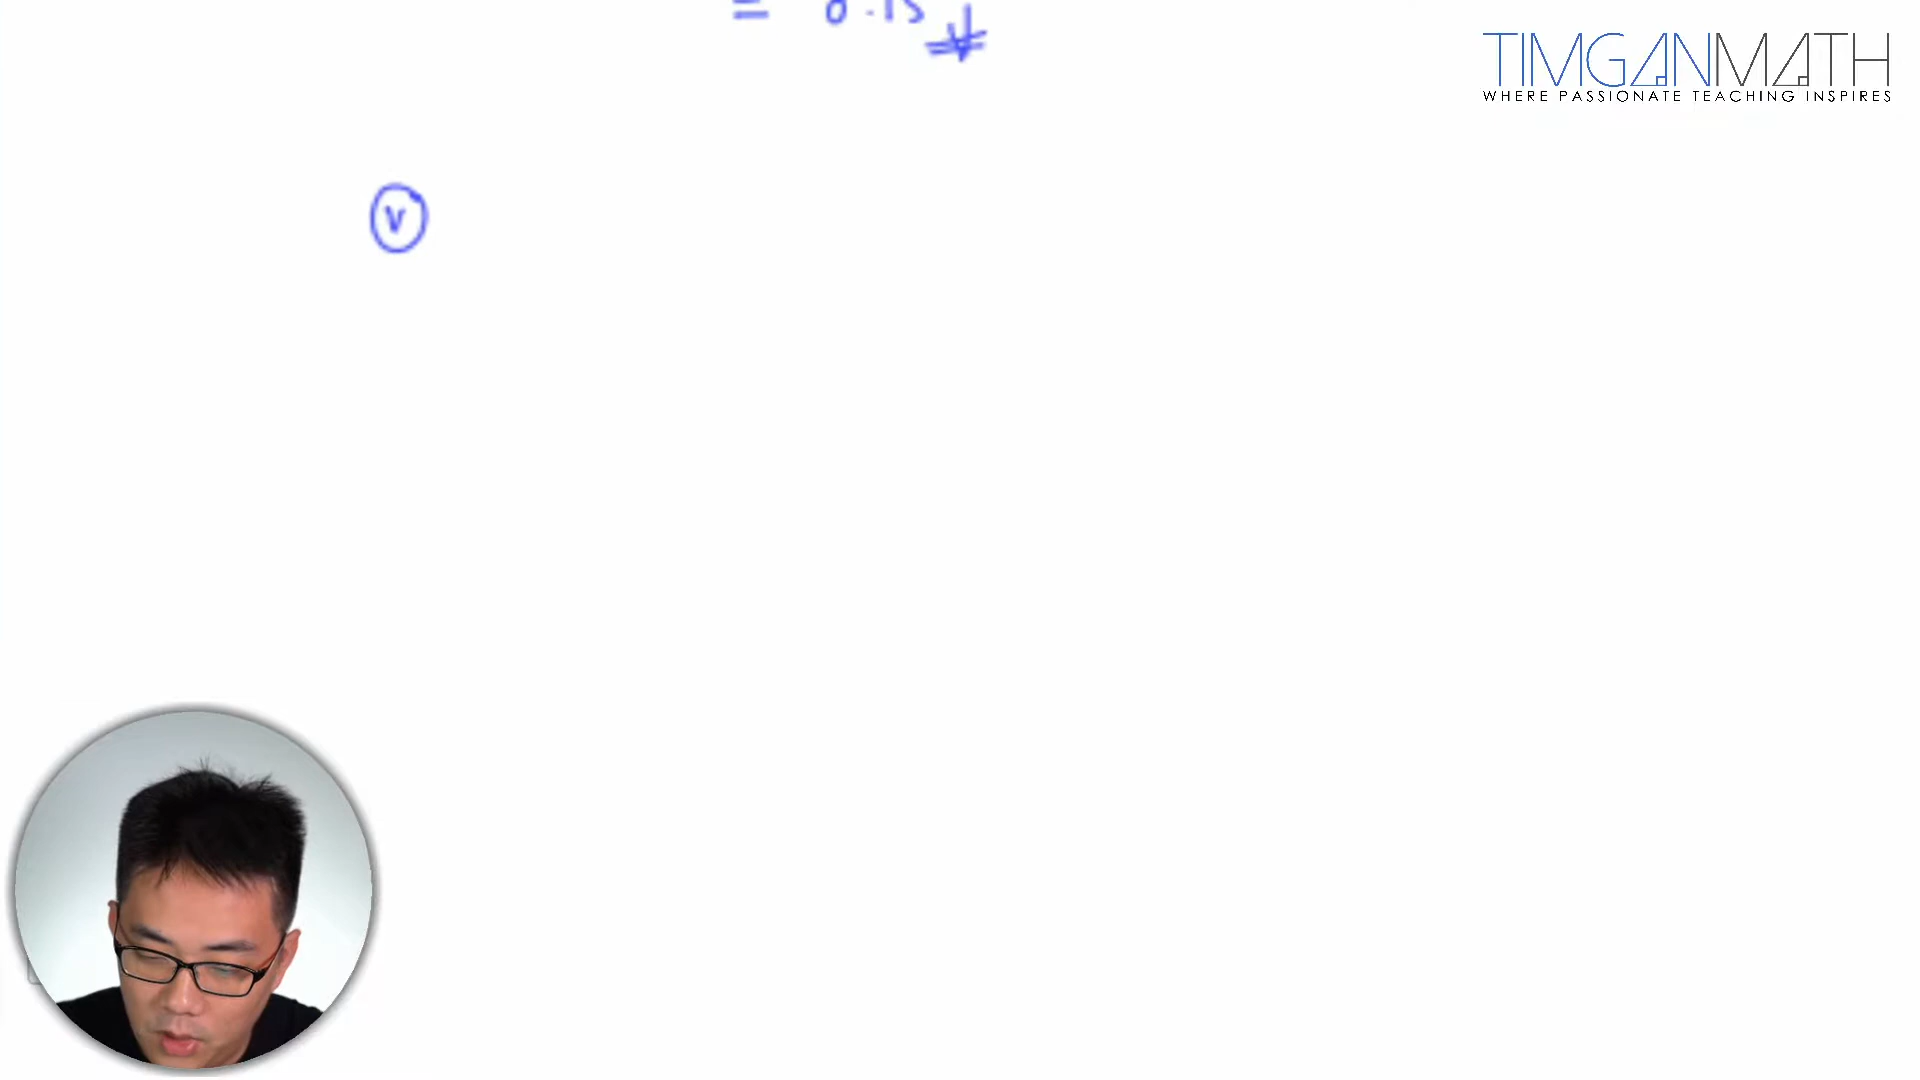 = 0.15
TIMGANMATH
WHERE PASSIONATE TEACHING INSPIRES
V